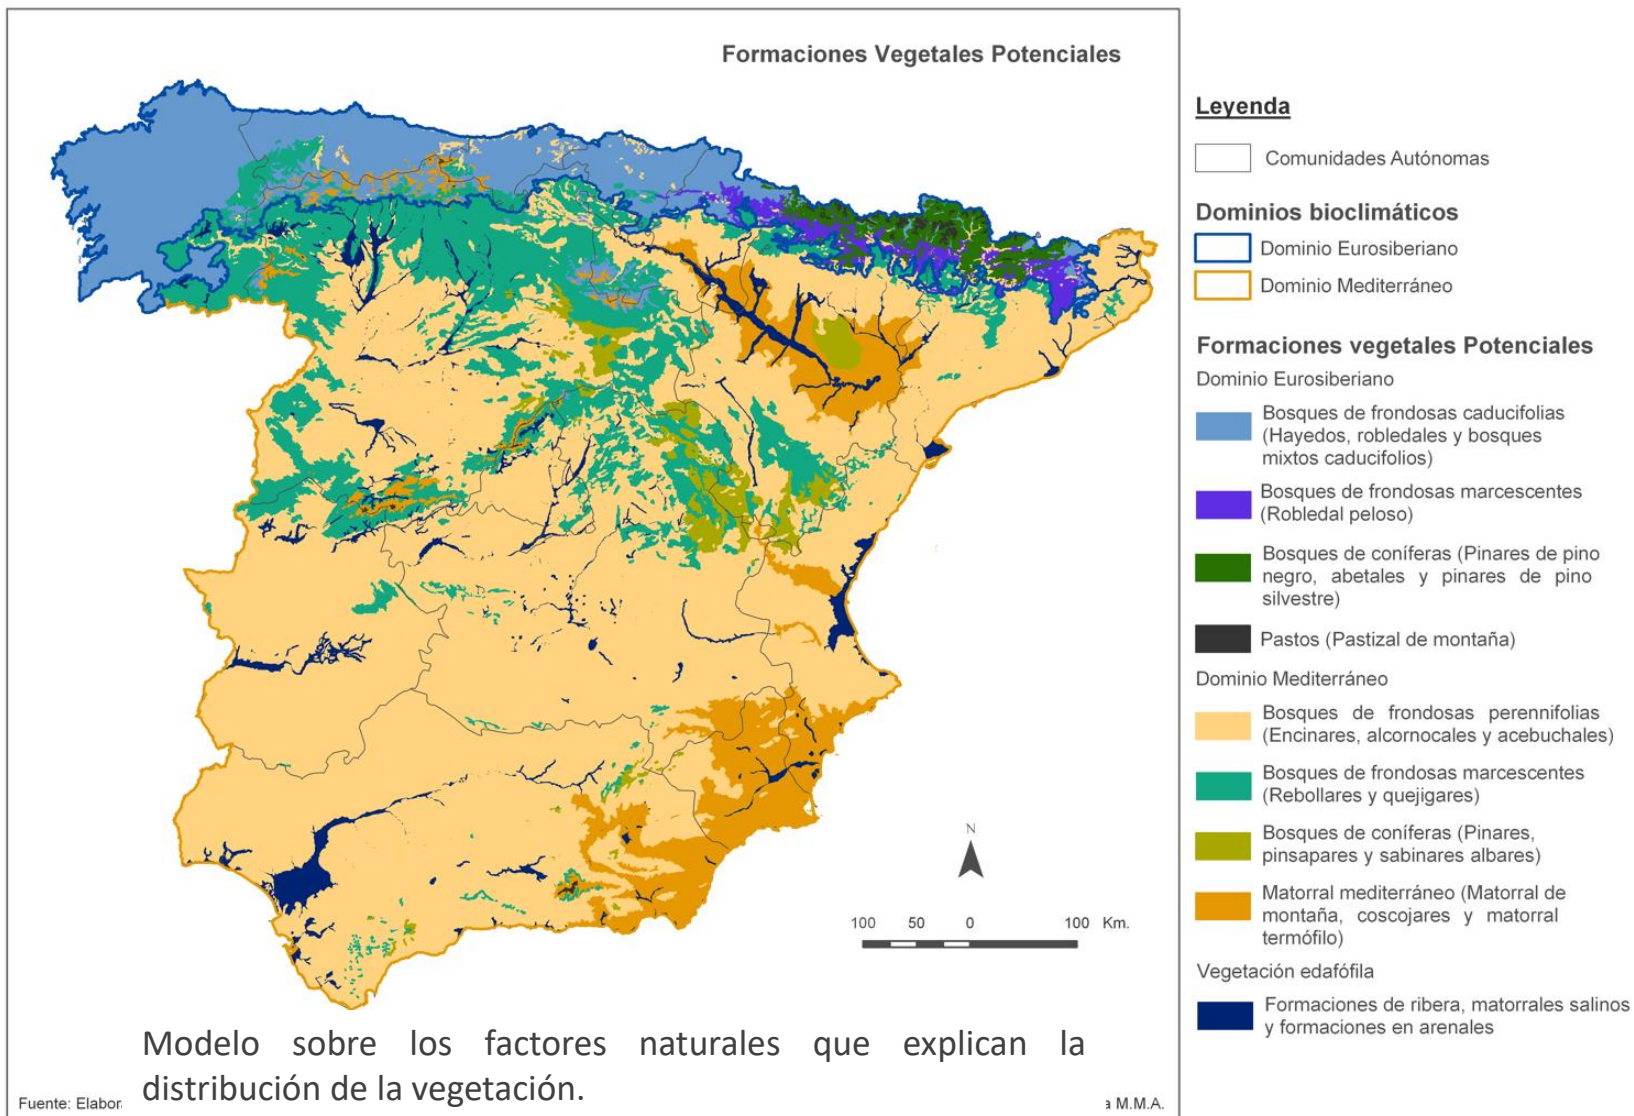 Formaciones Vegetales Potenciales
Leyenda
Comunidades Autónomas
Dominios bioclimáticos
Dominio Eurosiberiano
Dominio Mediterráneo
Formaciones vegetales Potenciales
Dominio Eurosiberiano
Bosques de frondosas caducifolias
(Hayedos, robledales y bosques
mixtos caducifolios)
Bosques de frondosas marcescentes
(Robledal peloso)
Bosques de coníferas (Pinares de pino
negro, abetales y pinares de pino
silvestre)
Pastos (Pastizal de montaña)
Dominio Mediterráneo
Bosques de frondosas perennifolias
(Encinares, alcornocales y acebuchales)
Bosques de frondosas marcescentes
(Rebollares y quejigares)
Bosques de coníferas (Pinares,
pinsapares y sabinares albares)
Matorral mediterráneo (Matorral de
montaña, coscojares y matorral
termófilo)
Vegetación edafófila
Formaciones de ribera, matorrales salinos
y formaciones en arenales
N
100 50 0 100 Km.
Modelo sobre los factores naturales que explican la
distribución de la vegetación.
Fuente: Elabor
a M.M.A.